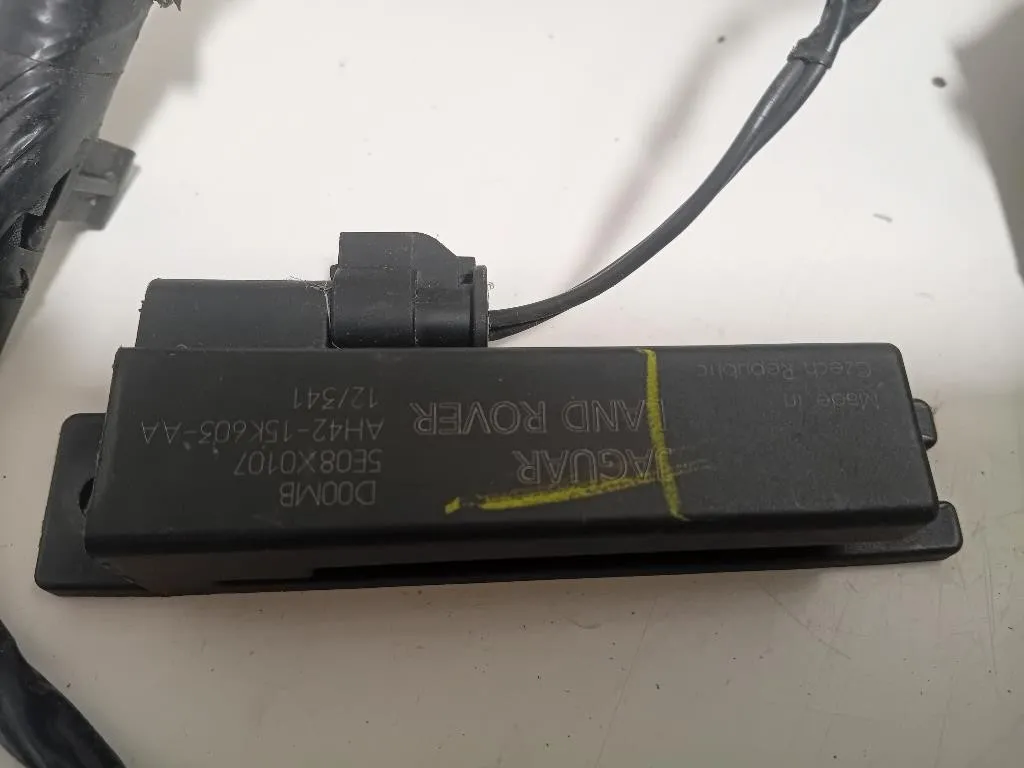 Made in
Czech Republic
JAGUAR
LAND ROVER
D00MB
5E08X0107
AH42-15K603-AA
12/341